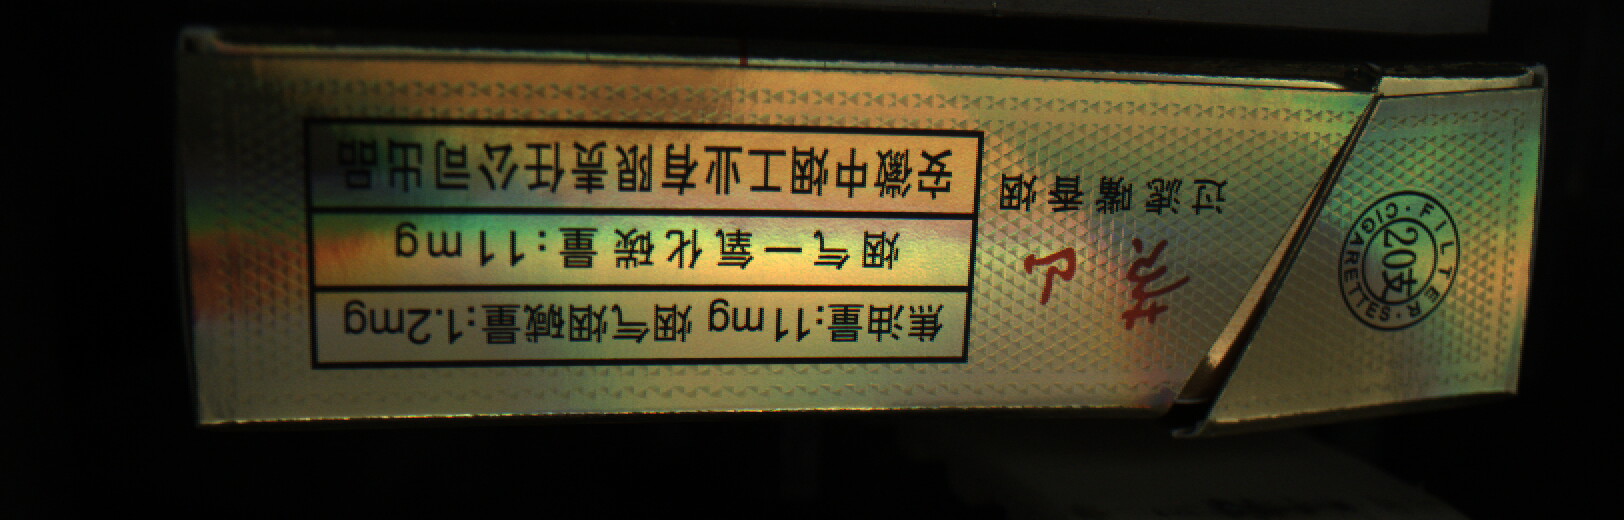 FILTER·CIGARETTES·
20支
黄山
过滤嘴香烟
焦油量:11mg 烟气烟碱量:1.2mg
烟气一氧化碳量:11mg
安徽中烟工业有限责任公司出品